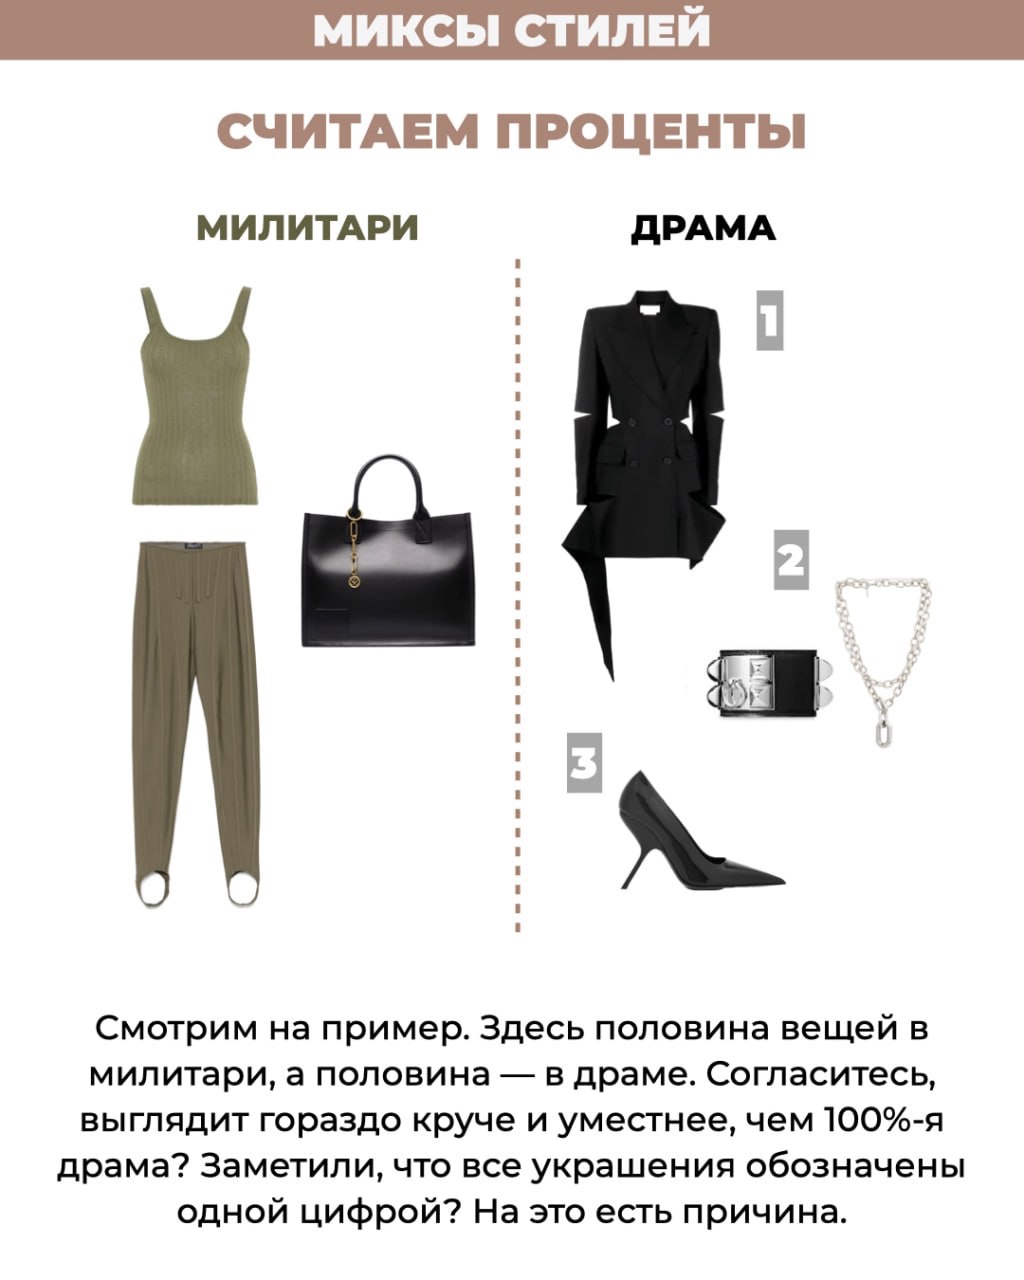 МИКСЫ СТИЛЕЙ
СЧИТАЕМ ПРОЦЕНТЫ
МИЛИТАРИ
ДРАМА
1
2
3
Смотрим на пример. Здесь половина вещей в
милитари, а половина — в драме. Согласитесь,
выглядит гораздо круче и уместнее, чем 100%-я
драма? Заметили, что все украшения обозначены
одной цифрой? На это есть причина.